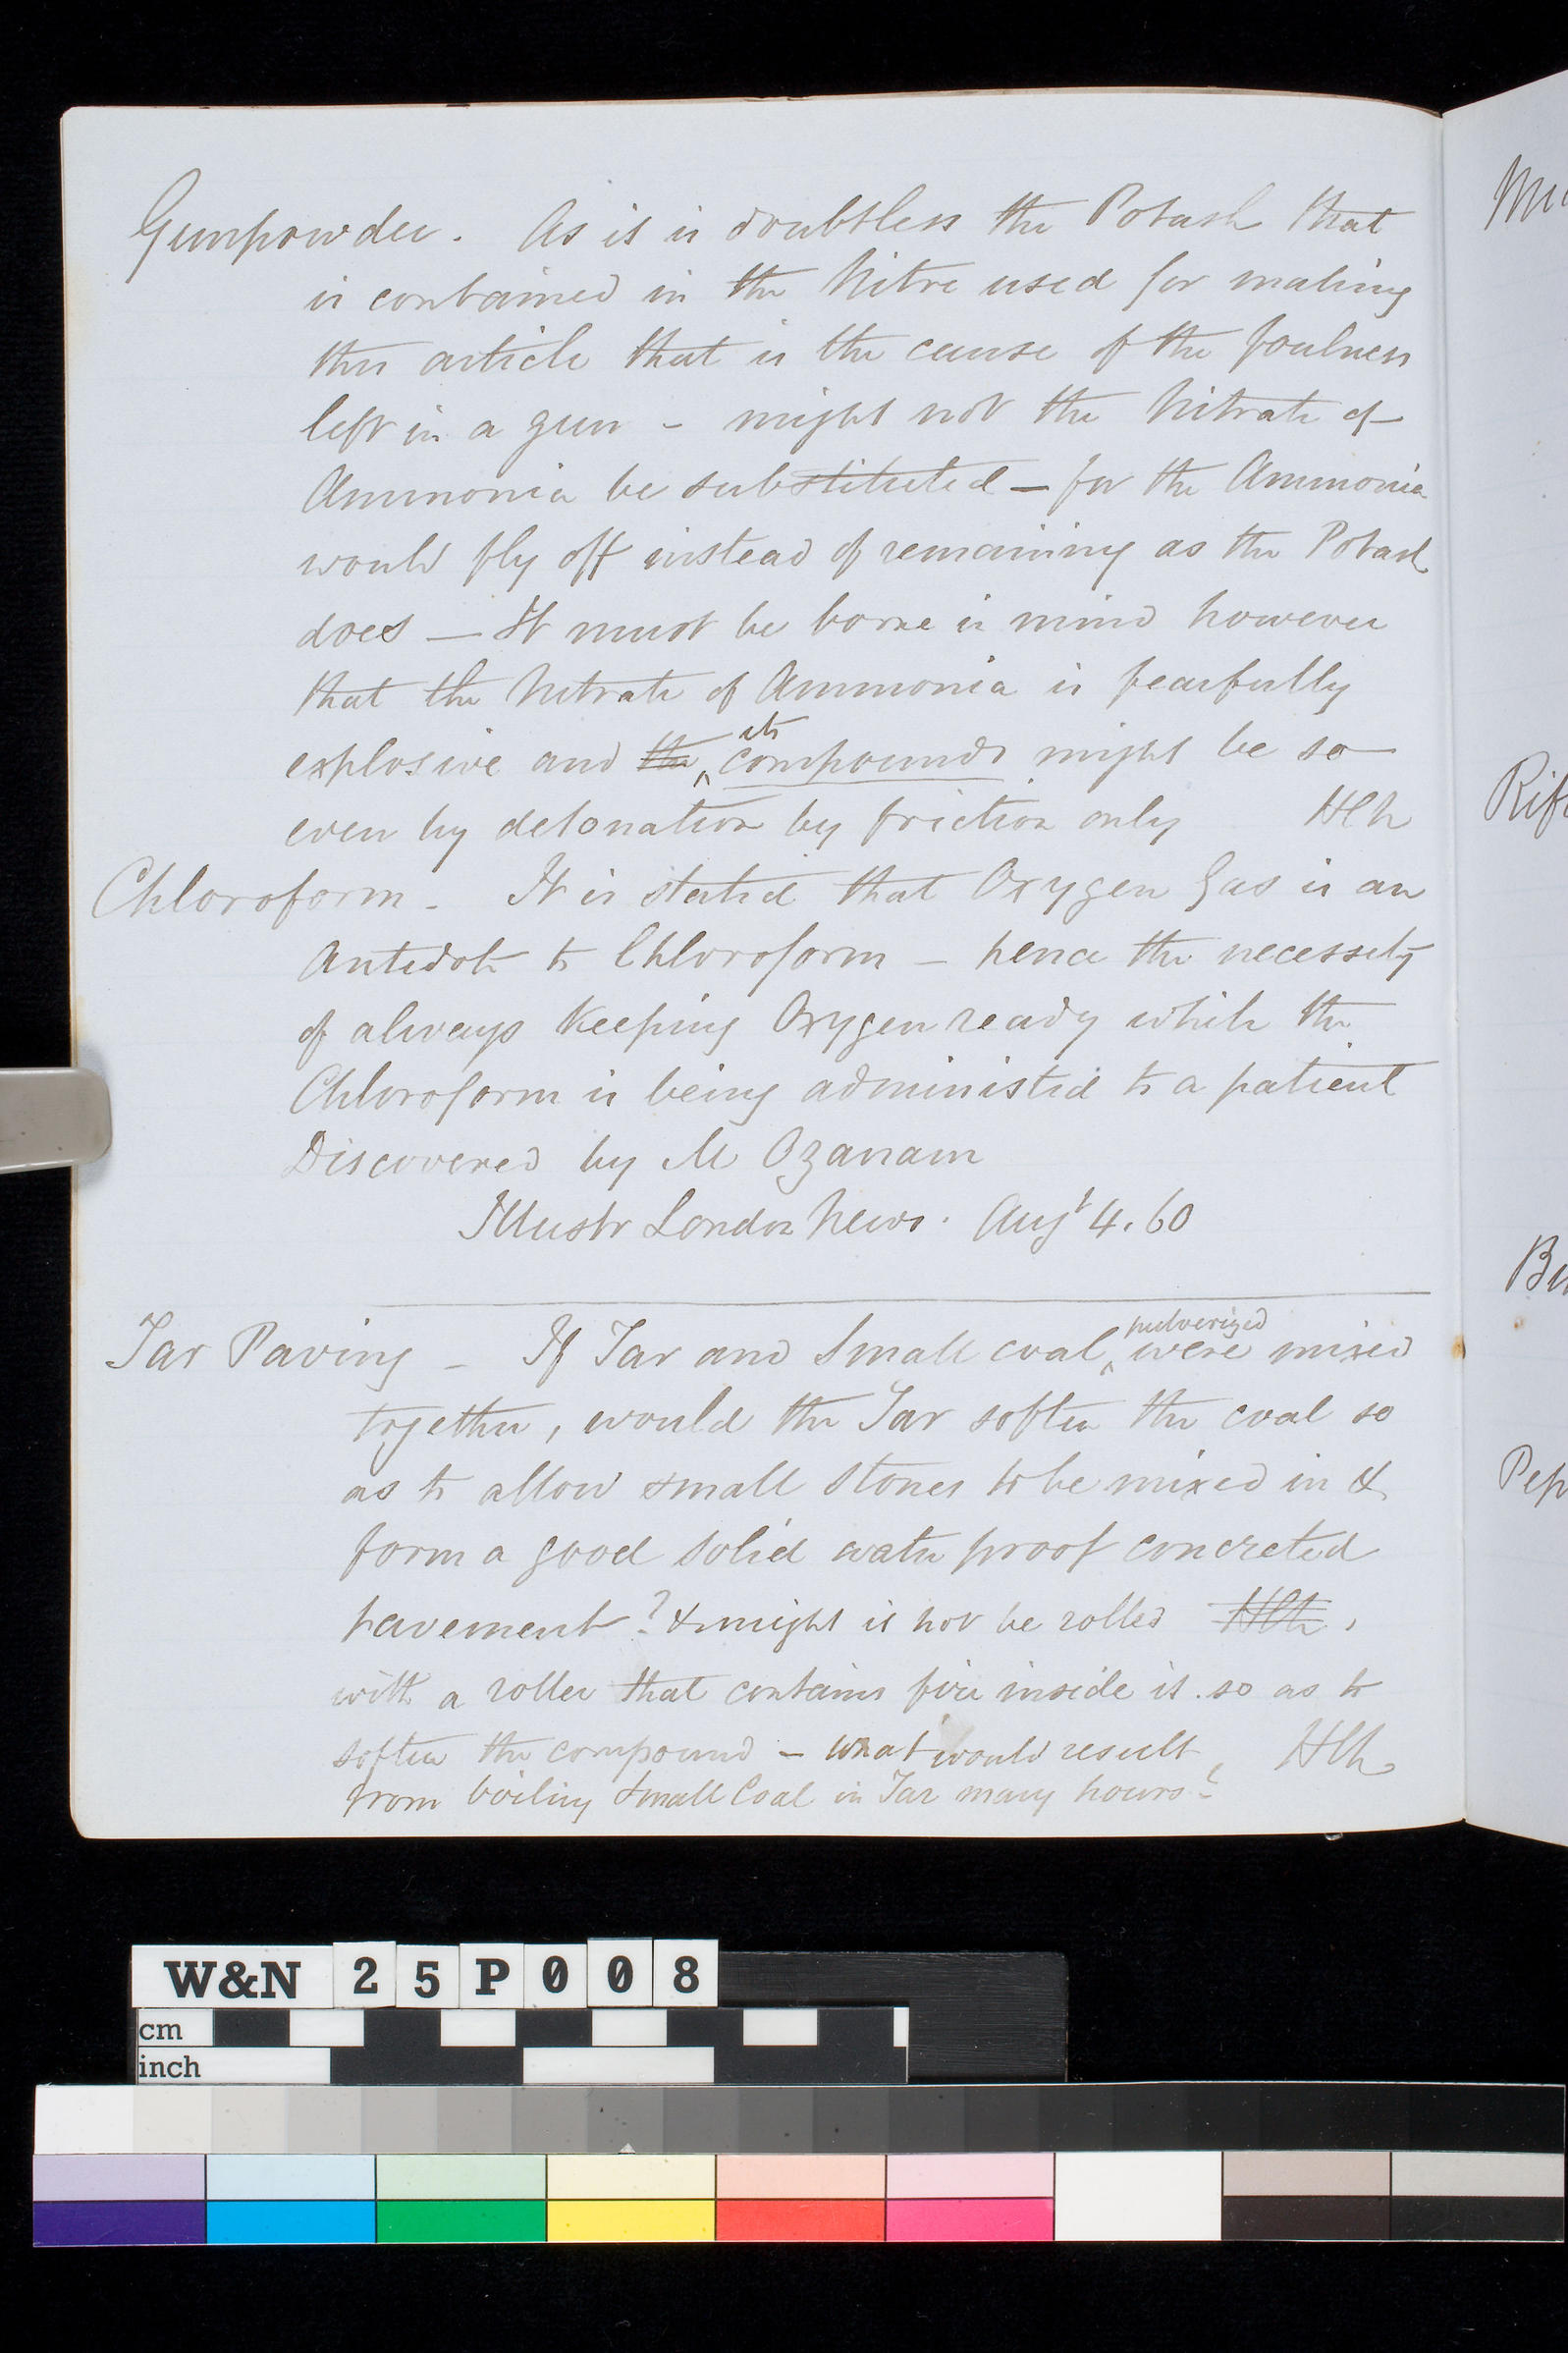 Gunpowder. As it is doubtless the Potash that
is contained in the Nitre used for making
this article that is the cause of the foulness
left in a gun - might not the Nitrate of
Ammonia be substituted - for the Ammonia
would fly off instead of remaining as the Potash
does - It must be borne in mind however
that the Nitrate of Ammonia is fearfully
explosive and the its compounds might be so
even by detonation by friction only
Chloroform - It is stated that Oxygen Gas is an
Antidote to Chloroform - hence the necessity
of always keeping Oxygen ready while the
Chloroform is being administed to a patient
Discovered by M Ozanam
Illustr London News. Augt 4. 60
Tar Paving - If Tar and Small coal pulverized were mixed
together, would the Tar soften the coal so
as to allow small stones to be mixed in &
form a good solid water proof concreted
pavement? & might it not be rolled
with a roller that contains fire inside it so as to
soften the compound - what would result
from boiling small Coal in Tar many hours?
Mu
Rif
Bu
Pep
W&N 25P008
cm
inch